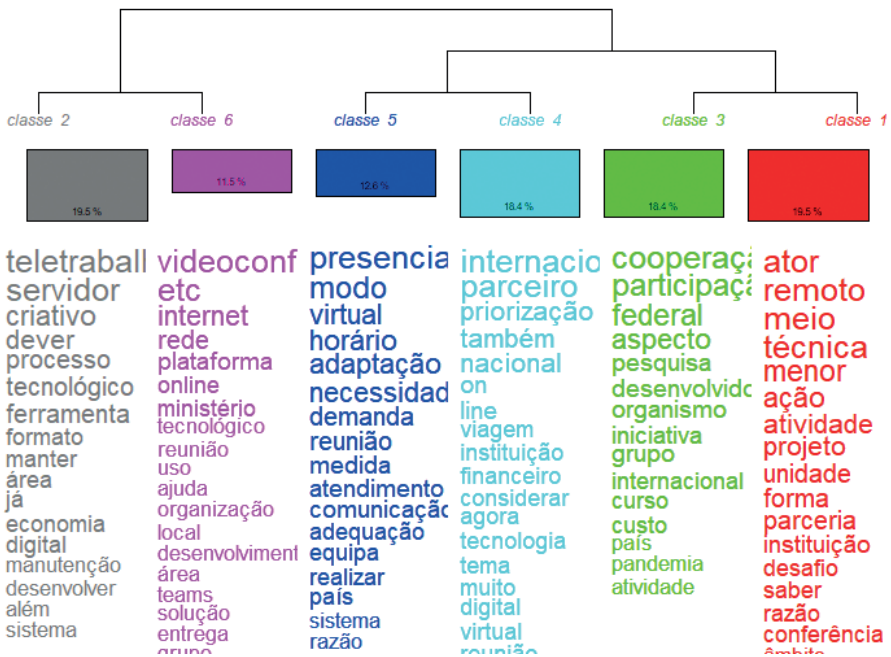 classe 2
classe 6
classe 5
classe 4
classe 3
classe 1
19.5 %
11.5 %
12.6 %
18.4 %
18.4 %
19.5 %
teletraball
servidor
criativo
dever
processo
tecnológico
ferramenta
formato
manter
área
já
economia
digital
manutenção
desenvolver
além
sistema
videoconf
etc
internet
rede
plataforma
online
ministério
tecnológico
reunião
uso
ajuda
organização
local
desenvolviment
área
teams
solução
entrega
grupo
presencia
modo
virtual
horário
adaptação
necessidad
demanda
reunião
medida
atendimento
comunicaçã
adequação
equipa
realizar
país
sistema
razão
internacio
parceiro
priorização
também
nacional
on
line
viagem
instituição
financeiro
considerar
agora
tecnologia
tema
muito
digital
virtual
reunião
cooperaçã
participaçã
federal
aspecto
pesquisa
desenvolvido
organismo
iniciativa
grupo
internacional
curso
custo
país
pandemia
atividade
ator
remoto
meio
técnica
menor
ação
atividade
projeto
unidade
forma
parceria
instituição
desafio
saber
razão
conferência
âmbito